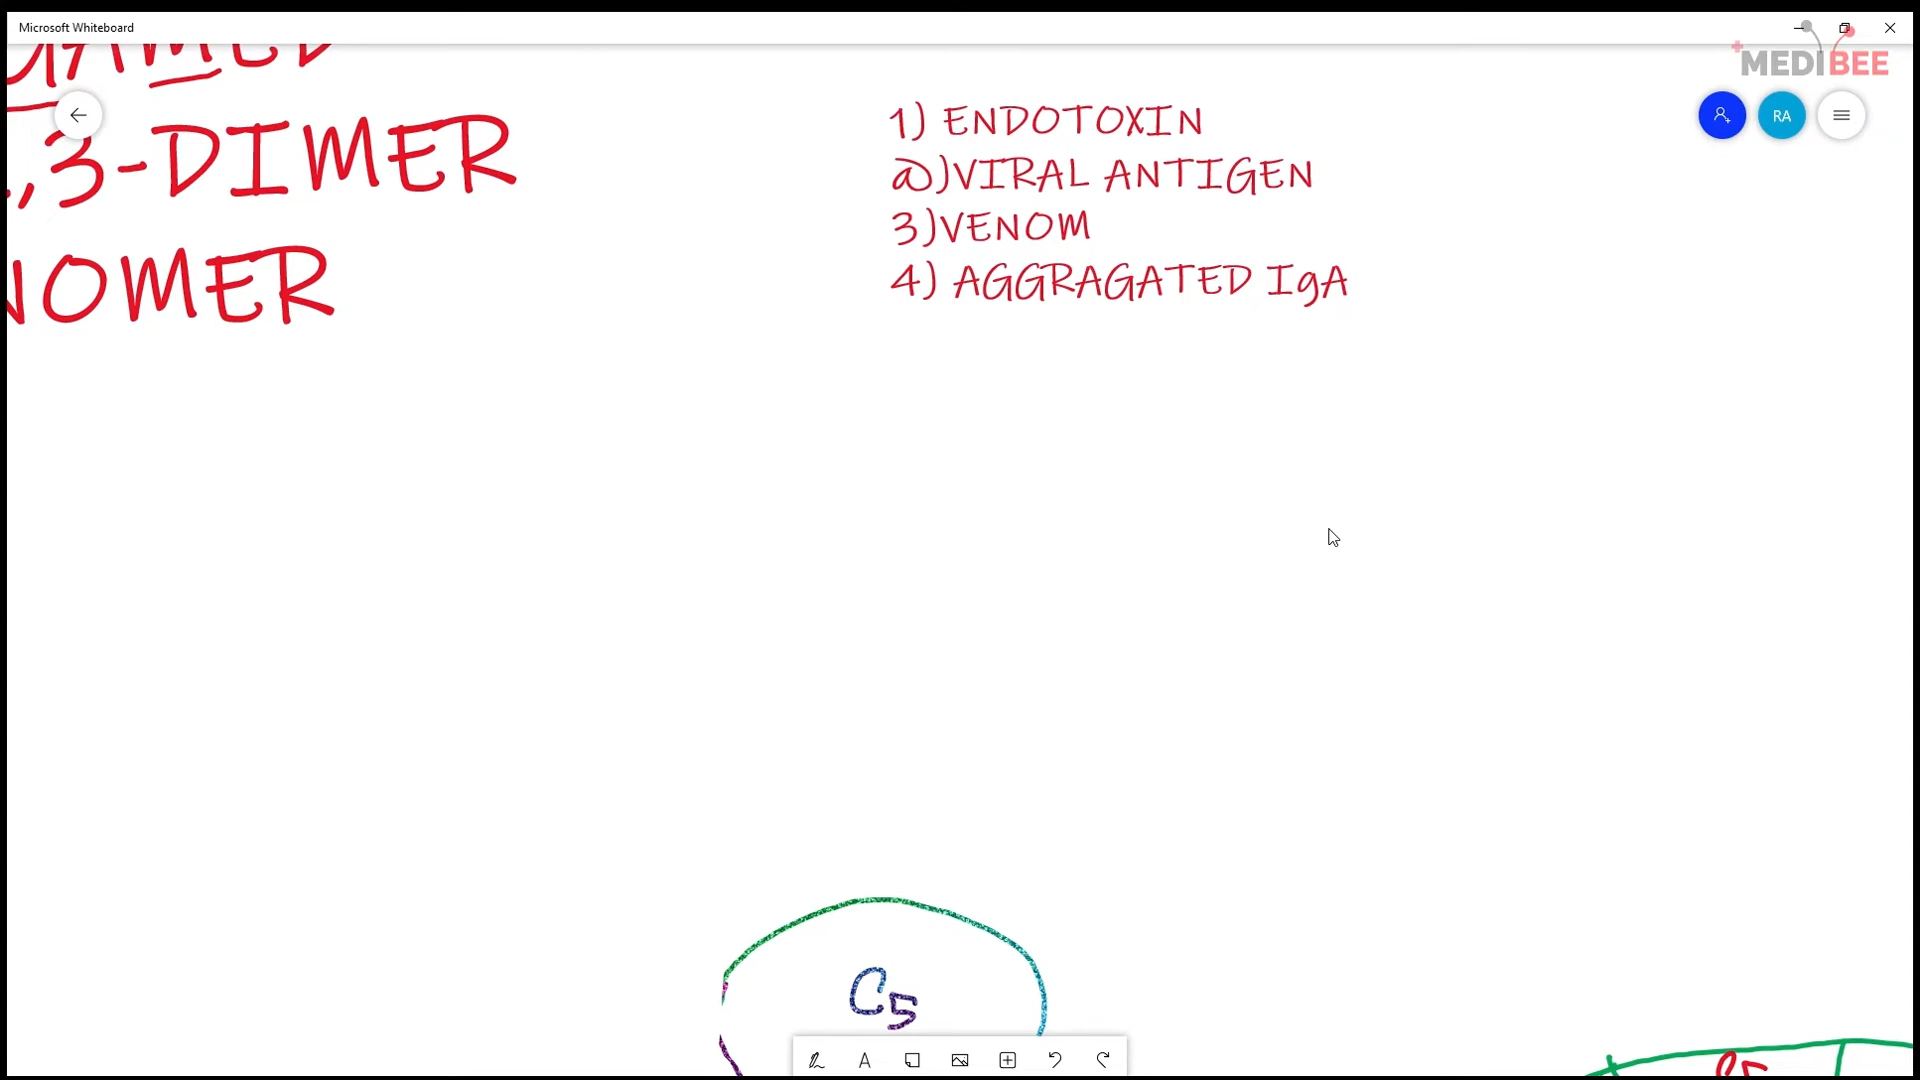 Microsoft Whiteboard
MEDIBEE
RA
,3-DIMER
NOMER
1) ENDOTOXIN
2)VIRAL ANTIGEN
3)VENOM
4) AGGRAGATED IgA
C5